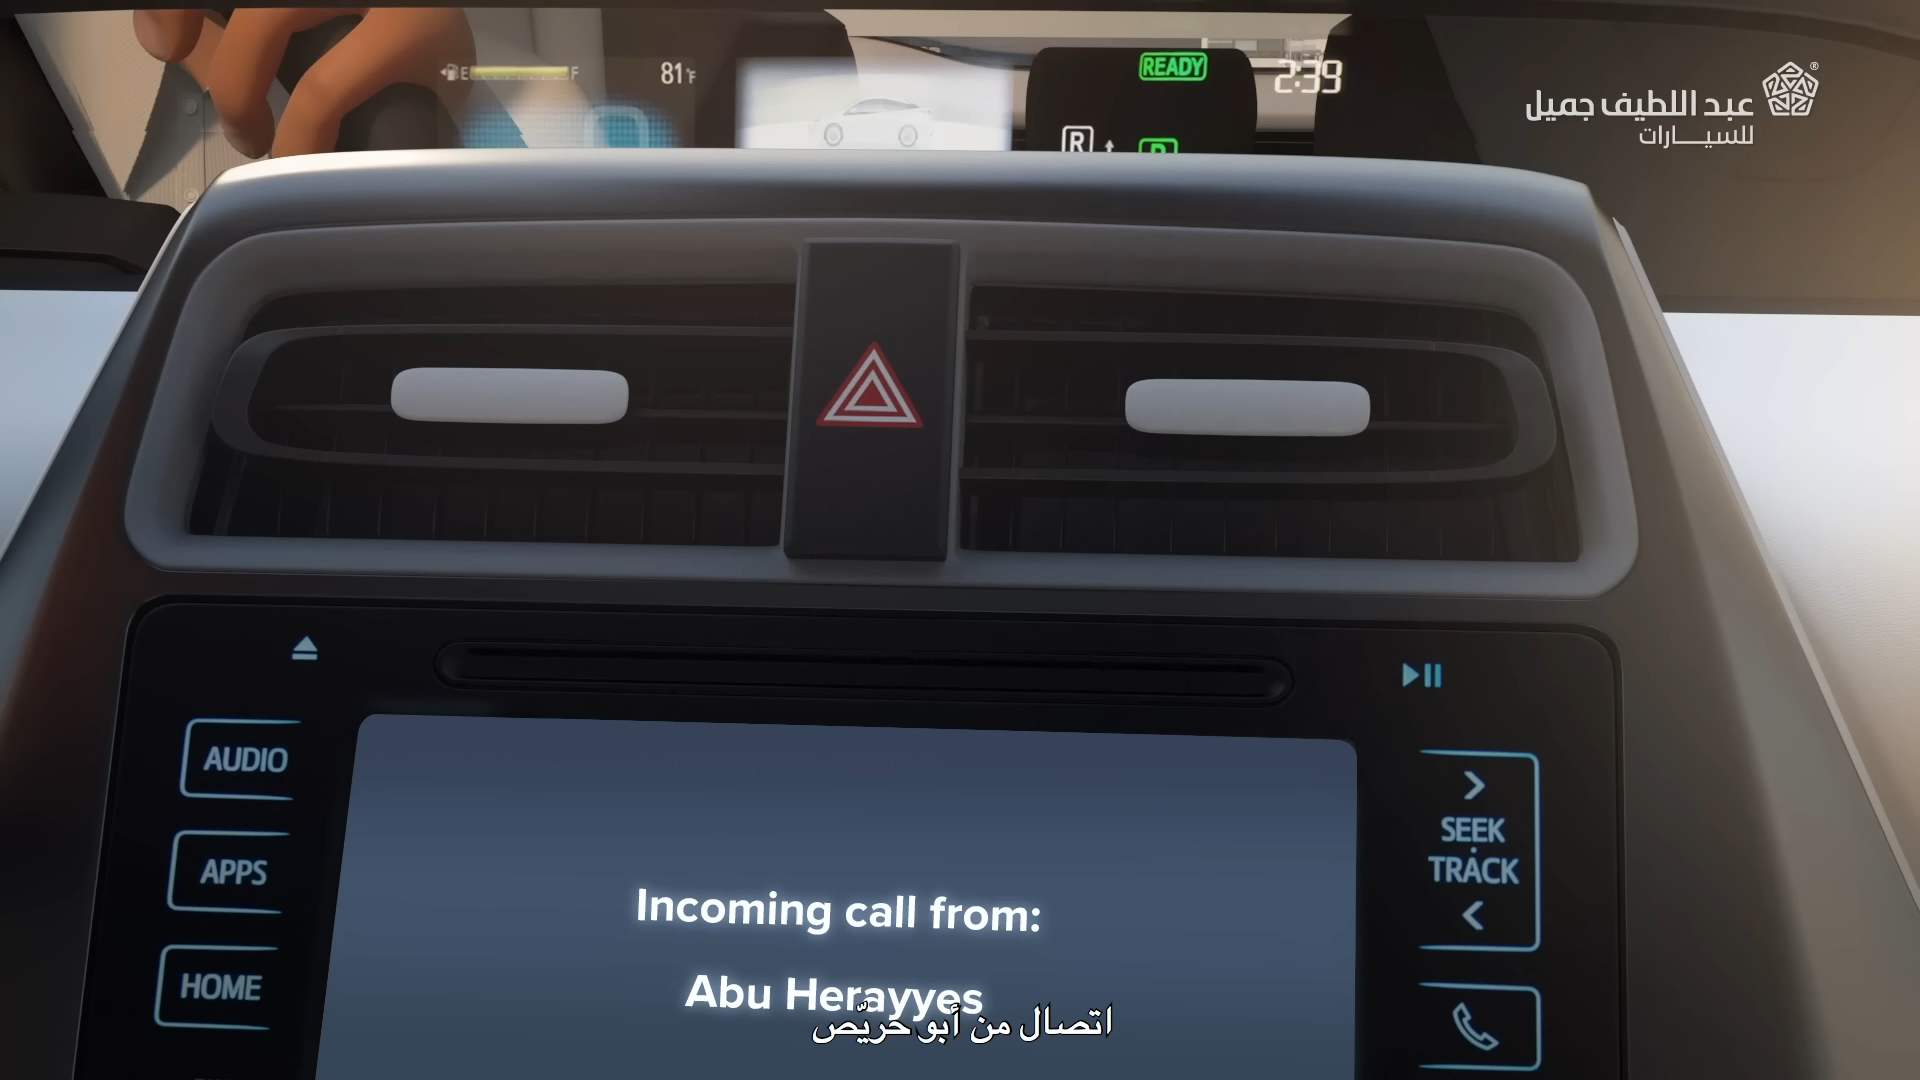 E F
81°F
READY
2:39
R
عبد اللطيف جميل
للسيارات
AUDIO
APPS
HOME
SEEK
TRACK
Incoming call from:
Abu Herayyes
اتصال من أبو حريّص